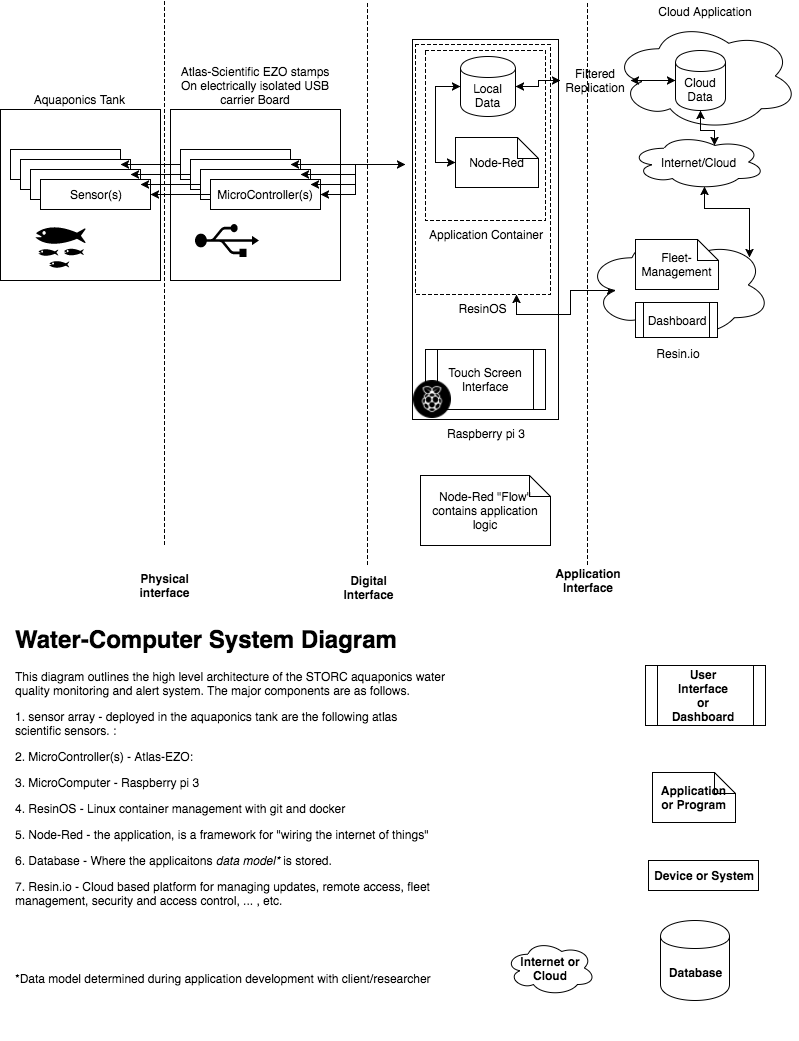 Cloud Application
Aquaponics Tank
Atlas-Scientific EZO stamps
On electrically isolated USB
carrier Board
Sensor(s)
MicroController(s)
Local
Data
Node-Red
Application Container
ResinOS
Touch Screen
Interface
Raspberry pi 3
Filtered
Replication
Cloud
Data
Internet/Cloud
Fleet-
Management
Dashboard
Resin.io
Node-Red "Flow"
contains application
logic
Physical
interface
Digital
Interface
Application
Interface
Water-Computer System Diagram
This diagram outlines the high level architecture of the STORC aquaponics water
quality monitoring and alert system. The major components are as follows.
1. sensor array - deployed in the aquaponics tank are the following atlas
scientific sensors. :
2. MicroController(s) - Atlas-EZO:
3. MicroComputer - Raspberry pi 3
4. ResinOS - Linux container management with git and docker
5. Node-Red - the application, is a framework for "wiring the internet of things"
6. Database - Where the applicaitons data model* is stored.
7. Resin.io - Cloud based platform for managing updates, remote access, fleet
management, security and access control, ... , etc.
*Data model determined during application development with client/researcher
User
Interface
or
Dashboard
Application
or Program
Device or System
Internet or
Cloud
Database